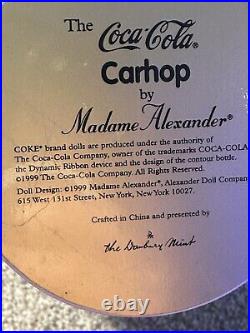 The Coca-Cola®
Carhop
by
Madame Alexander®
COKE® brand dolls are produced under the authority of
The Coca-Cola Company, owner of the trademarks COCA-COLA
the Dynamic Ribbon device and the design of the contour bottle.
©1999 The Coca-Cola Company. All Rights Reserved.
Doll Design: ©1999 Madame Alexander®, Alexander Doll Company
615 West 131st Street, New York, New York 10027.
Crafted in China and presented by
the Danbury Mint